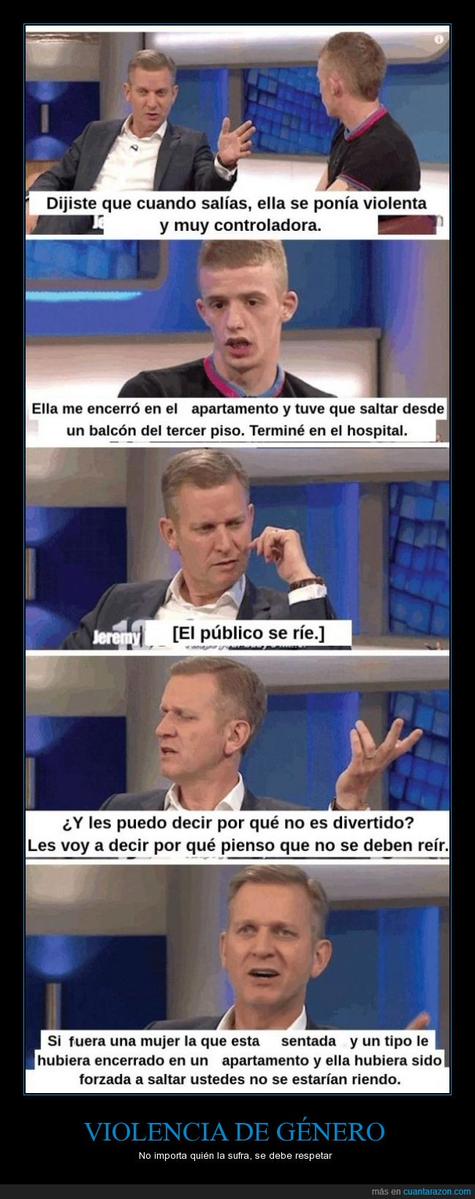 Dijiste que cuando salías, ella se ponía violenta
y muy controladora.
Ella me encerró en el apartamento y tuve que saltar desde
un balcón del tercer piso. Terminé en el hospital.
Jeremy
[El público se ríe.]
¿Y les puedo decir por qué no es divertido?
Les voy a decir por qué pienso que no se deben reír.
Si fuera una mujer la que esta sentada y un tipo le
hubiera encerrado en un apartamento y ella hubiera sido
forzada a saltar ustedes no se estarían riendo.
VIOLENCIA DE GÉNERO
No importa quién la sufra, se debe respetar
más en cuantarazon.com